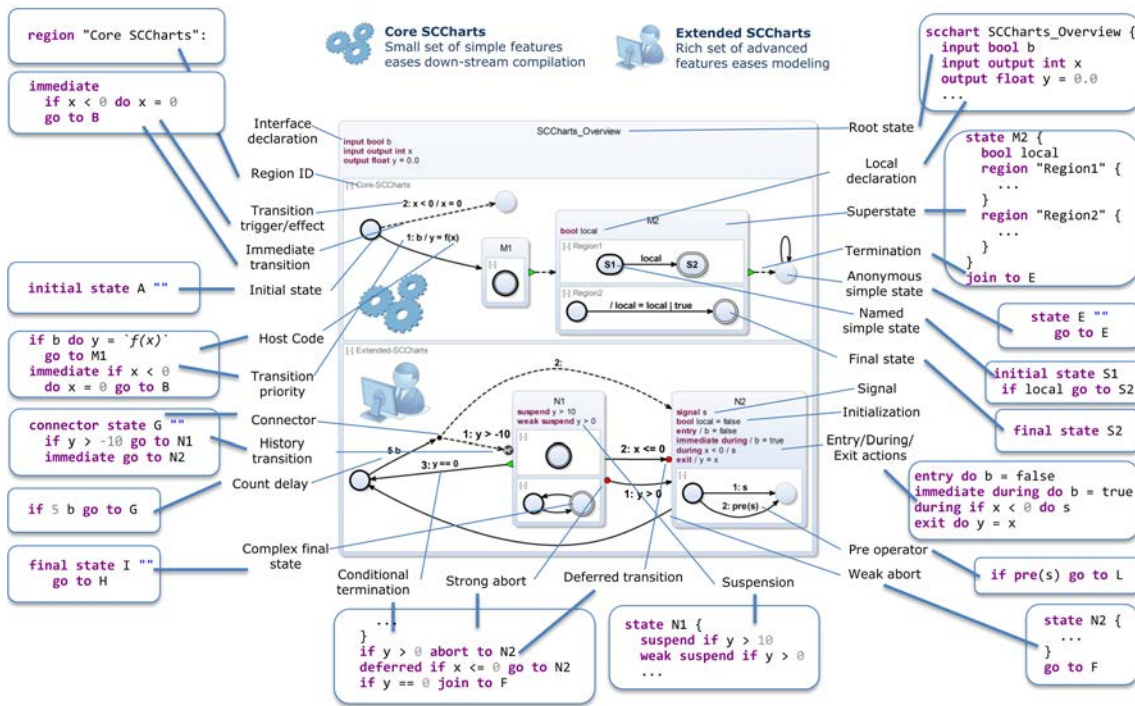 region "Core SCCharts":
immediate
if x < 0 do x = 0
go to B
initial state A ""
if b do y = `f(x)`
go to M1
immediate if x < 0
do x = 0 go to B
connector state G ""
if y > -10 go to N1
immediate go to N2
if 5 b go to G
final state I ""
go to H
Core SCCharts
Small set of simple features
eases down-stream compilation
Extended SCCharts
Rich set of advanced
features eases modeling
Interface
declaration
Region ID
Transition
trigger/effect
Immediate
transition
Initial state
Host Code
Transition
priority
Connector
History
transition
Count delay
Complex final
state
Conditional
termination
Strong abort
Deferred transition
Suspension
SCCharts_Overview
input bool b
input output int x
output float y = 0.0
[-] Core-SCCharts
2: x < 0 / x = 0
1: b / y = f(x)
M1
[-]
M2
bool local
[-] Region1
S1
local
S2
[-] Region2
/ local = local | true
[-] Extended-SCCharts
2:
1: y > -10
5 b
3: y == 0
N1
suspend y > 10
weak suspend y > 0
[-]
[-]
2: x <= 0
1: y > 0
N2
signal s
bool local = false
entry / b = false
immediate during / b = true
during x < 0 / s
exit / y = x
[-]
1: s
2: pre(s)
Root state
Local
declaration
Superstate
Termination
Anonymous
simple state
Named
simple state
Final state
Signal
Initialization
Entry/During/
Exit actions
Pre operator
Weak abort
scchart SCCharts_Overview {
input bool b
input output int x
output float y = 0.0
...
state M2 {
bool local
region "Region1" {
...
}
region "Region2" {
...
}
}
join to E
state E ""
go to E
initial state S1
if local go to S2
final state S2
entry do b = false
immediate during do b = true
during if x < 0 do s
exit do y = x
if pre(s) go to L
state N2 {
...
}
go to F
...
}
if y > 0 abort to N2
deferred if x <= 0 go to N2
if y == 0 join to F
state N1 {
suspend if y > 10
weak suspend if y > 0
...